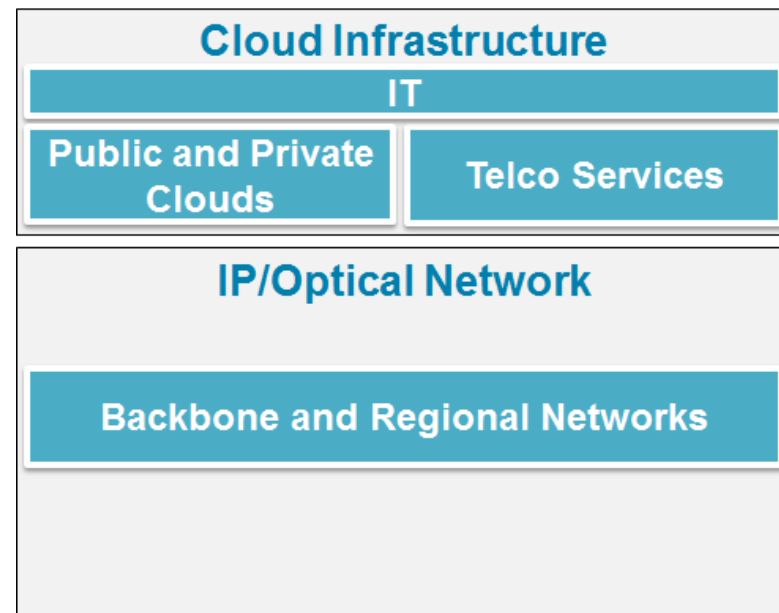 Cloud Infrastructure
IT
Public and Private
Clouds
Telco Services
IP/Optical Network
Backbone and Regional Networks